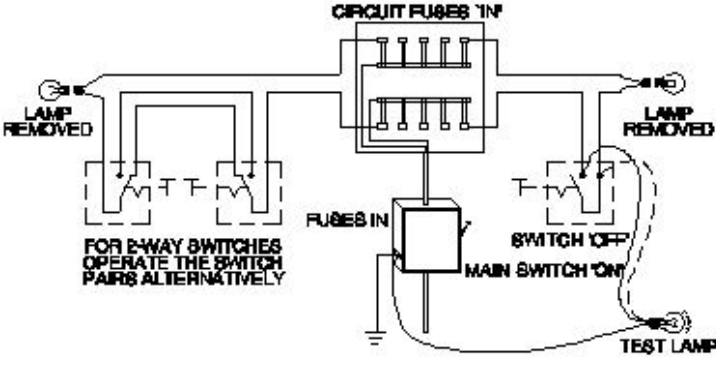 CIRCUIT FUSES "IN"
LAMP
REMOVED
LAMP
REMOVED
FUSES IN
SWITCH 'OFF'
FOR 2-WAY SWITCHES
OPERATE THE SWITCH
PAIRS ALTERNATIVELY
MAIN SWITCH 'ON'
TEST LAMP